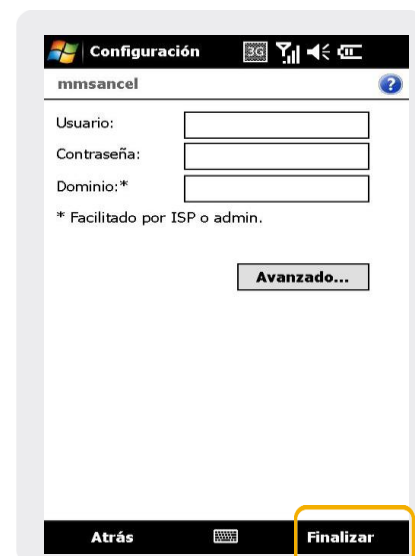 Configuración 3G
mmsancel ?
Usuario:
Contraseña:
Dominio:*
* Facilitado por ISP o admin.
Avanzado...
Atrás Finalizar